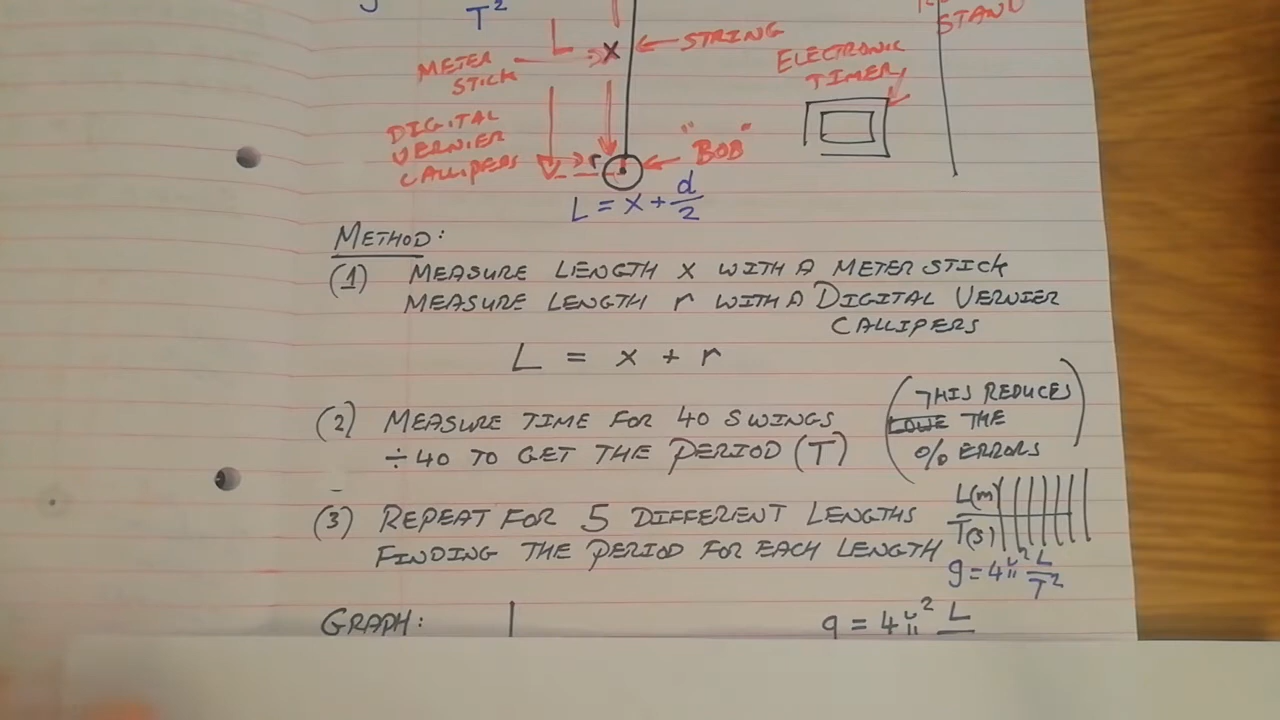 T²
STAND
L
X
STRING
METER
STICK
ELECTRONIC
TIMER
DIGITAL
VERNIER
CALLIPERS
r
"BOB"
L = x + d/2
METHOD:
(1) MEASURE LENGTH X WITH A METER STICK
MEASURE LENGTH r WITH A DIGITAL VERNIER
CALLIPERS
L = x + r
(2) MEASURE TIME FOR 40 SWINGS
÷ 40 TO GET THE PERIOD (T)
(THIS REDUCES
THE
% ERRORS)
(3) REPEAT FOR 5 DIFFERENT LENGTHS
FINDING THE PERIOD FOR EACH LENGTH
L(m)
T(s)
g = 4π² L/T²
GRAPH:
g = 4π² L